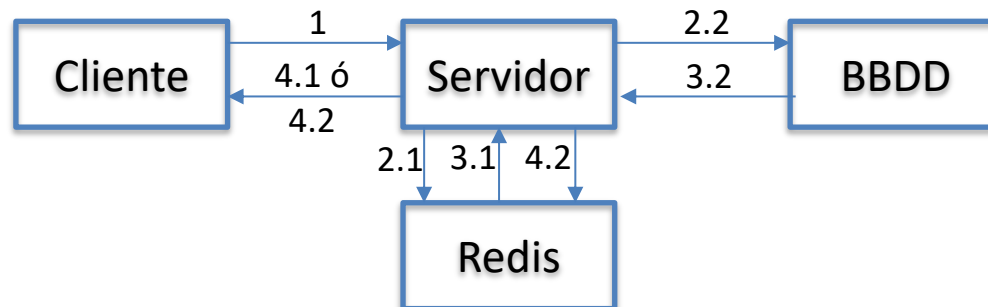 1
2.2
Cliente
4.1 ó
4.2
Servidor
3.2
BBDD
2.1
3.1
4.2
Redis